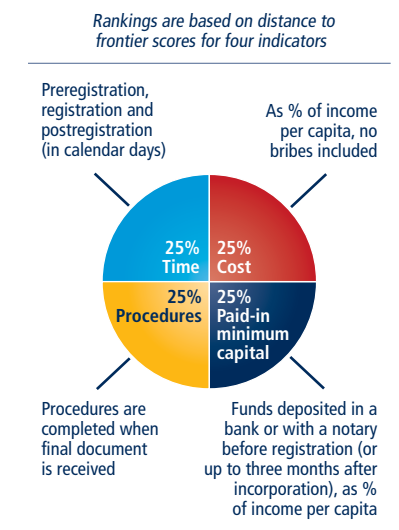 Rankings are based on distance to
frontier scores for four indicators
Preregistration,
registration and
postregistration
(in calendar days)
As % of income
per capita, no
bribes included
25%
Time
25%
Cost
25%
Procedures
25%
Paid-in
minimum
capital
Procedures are
completed when
final document
is received
Funds deposited in a
bank or with a notary
before registration (or
up to three months after
incorporation), as %
of income per capita